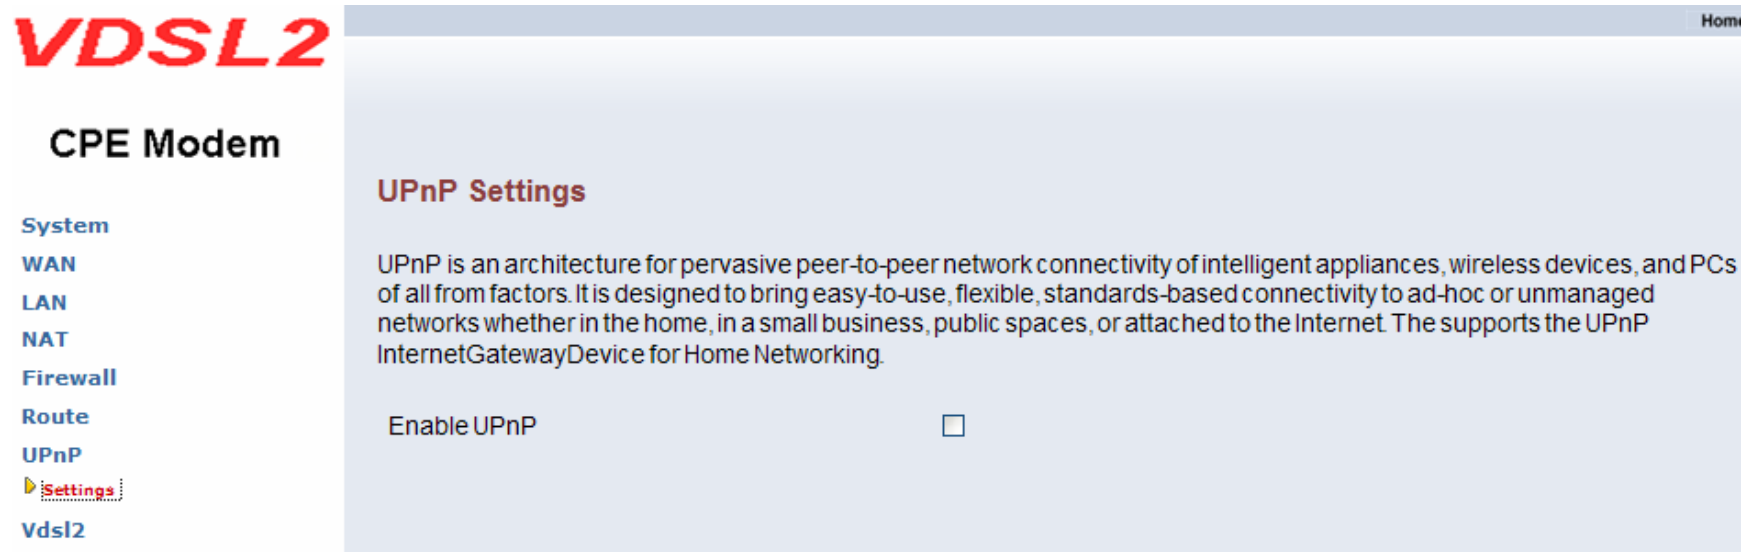 VDSL2
Home
CPE Modem
UPnP Settings
System
WAN
LAN
NAT
Firewall
Route
UPnP
Settings
Vdsl2
UPnP is an architecture for pervasive peer-to-peer network connectivity of intelligent appliances, wireless devices, and PCs
of all from factors. It is designed to bring easy-to-use, flexible, standards-based connectivity to ad-hoc or unmanaged
networks whether in the home, in a small business, public spaces, or attached to the Internet. The supports the UPnP
InternetGatewayDevice for Home Networking.
Enable UPnP